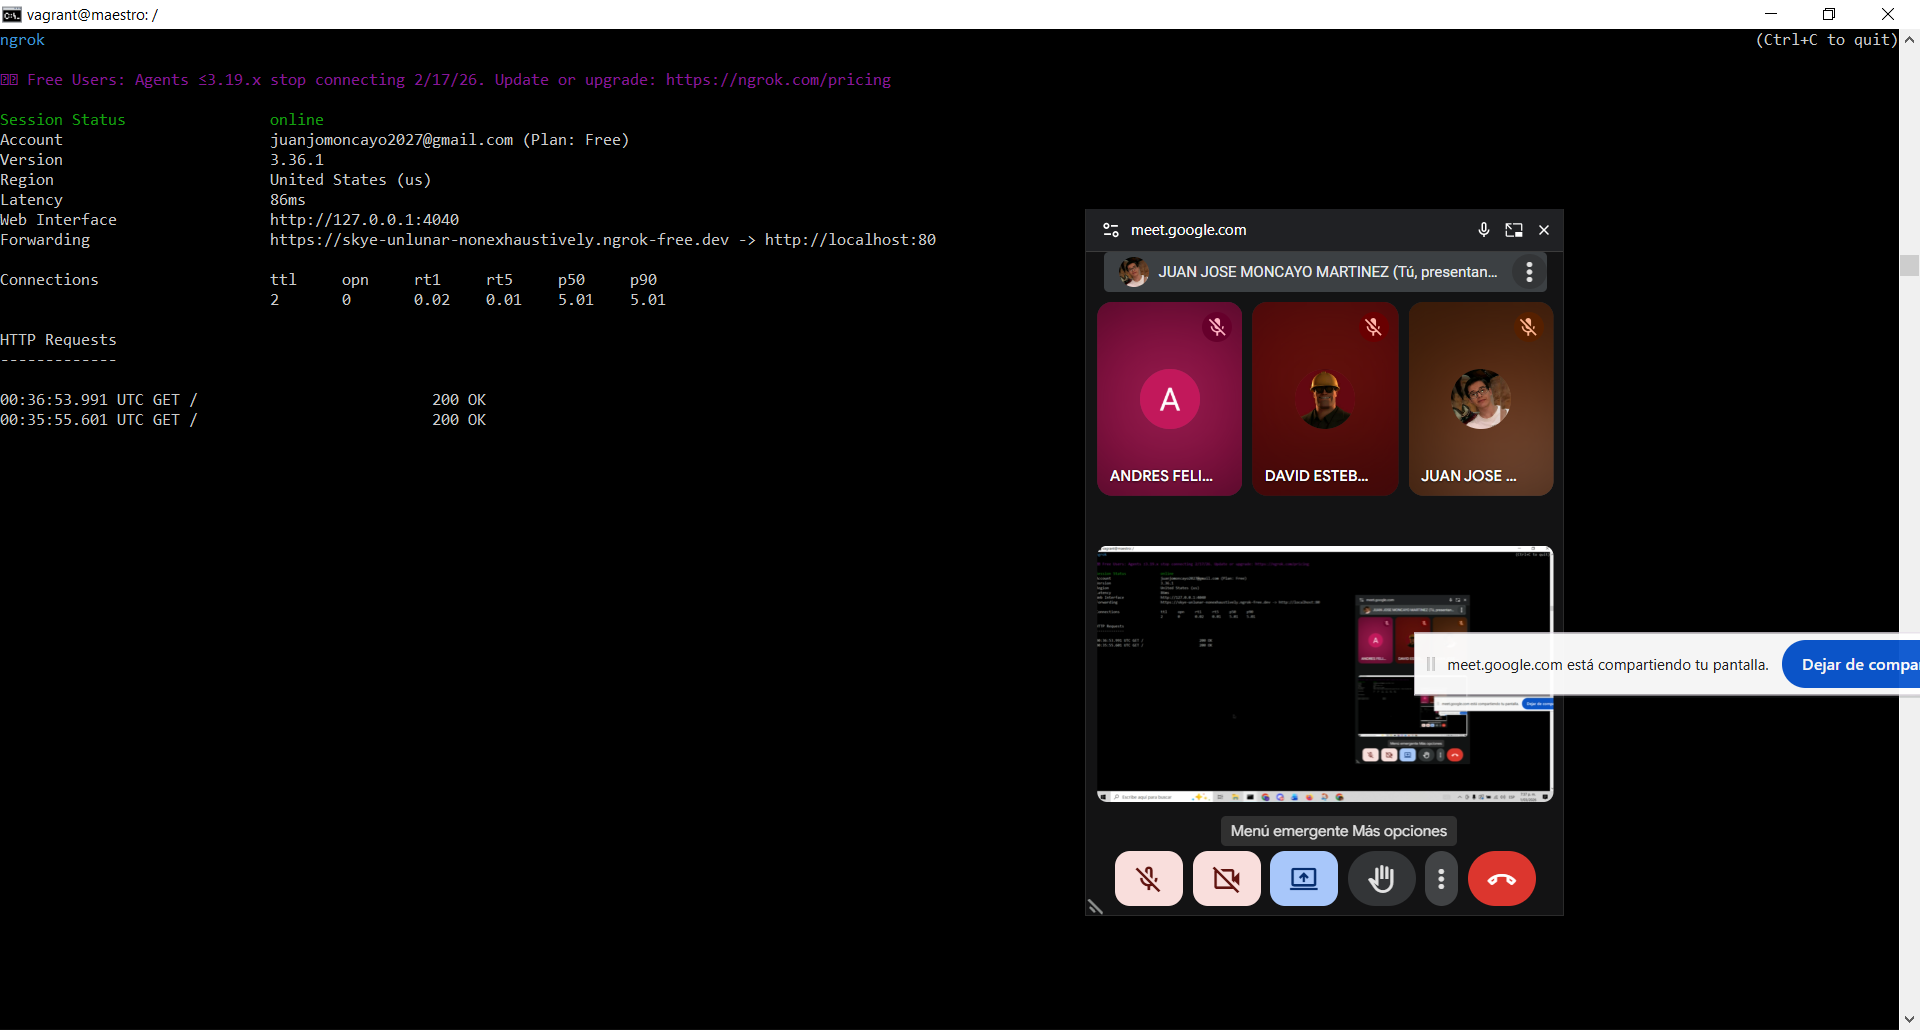 vagrant@maestro: /
ngrok (Ctrl+C to quit)
Free Users: Agents ≤3.19.x stop connecting 2/17/26. Update or upgrade: https://ngrok.com/pricing
Session Status online
Account juanjomoncayo2027@gmail.com (Plan: Free)
Version 3.36.1
Region United States (us)
Latency 86ms
Web Interface http://127.0.0.1:4040
Forwarding https://skye-unlunar-nonexhaustively.ngrok-free.dev -> http://localhost:80
Connections ttl opn rt1 rt5 p50 p90
2 0 0.02 0.01 5.01 5.01
HTTP Requests
-------------
00:36:53.991 UTC GET / 200 OK
00:35:55.601 UTC GET / 200 OK
meet.google.com
JUAN JOSE MONCAYO MARTINEZ (Tú, presentan...
A
ANDRES FELI...
DAVID ESTEB...
JUAN JOSE ...
meet.google.com está compartiendo tu pantalla.
Dejar de compa
Menú emergente Más opciones